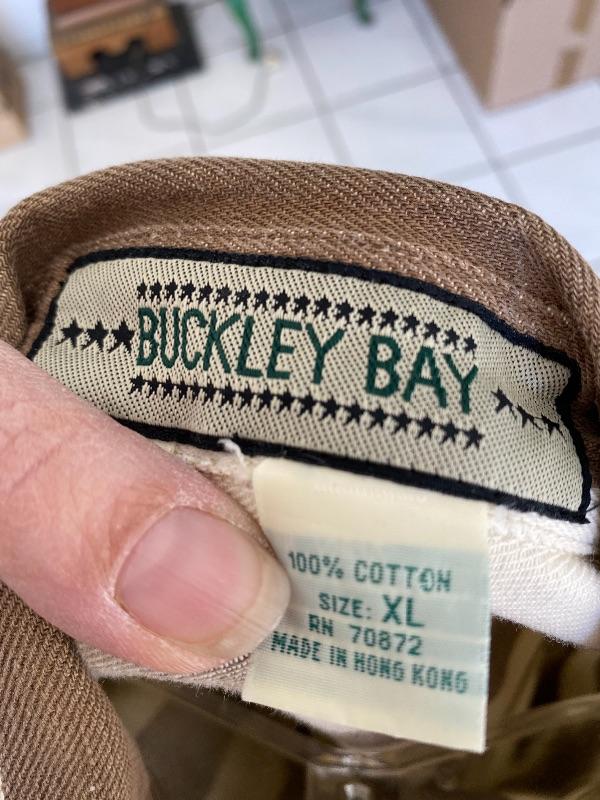 BUCKLEY BAY
100% COTTON
SIZE: XL
RN 70872
MADE IN HONG KONG